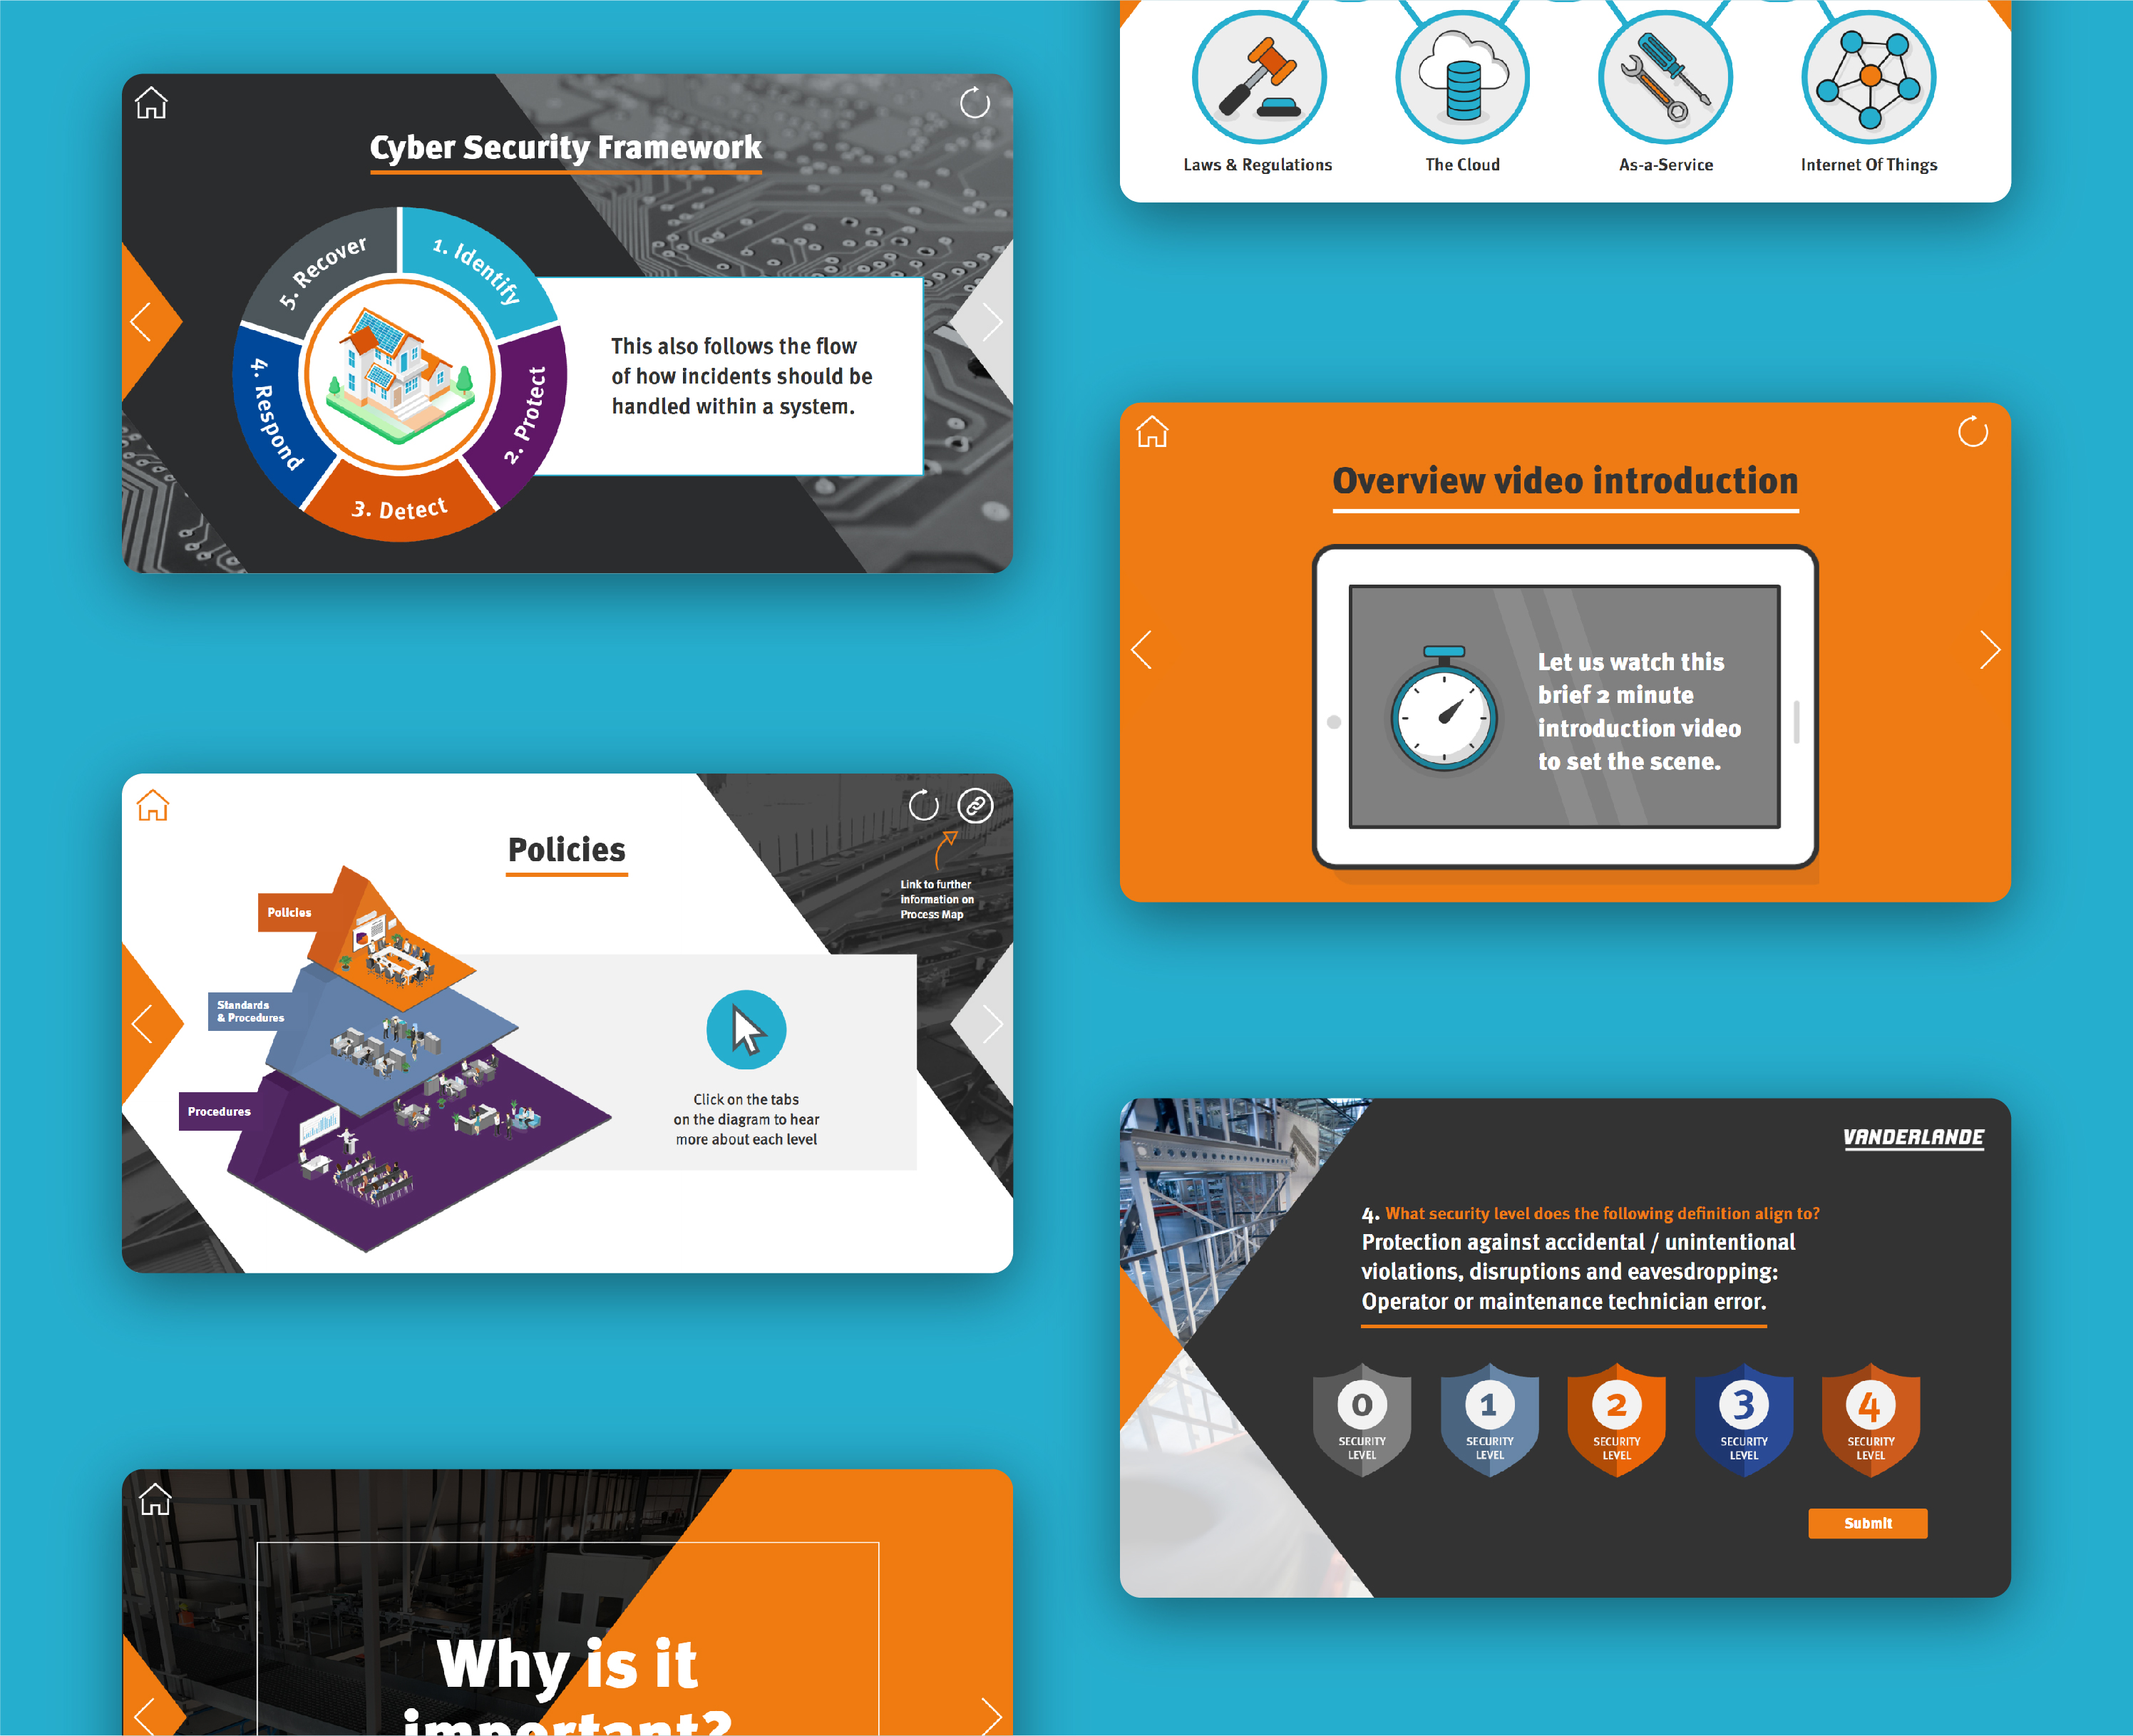 Cyber Security Framework
1. Identify
2. Protect
3. Detect
4. Respond
5. Recover
This also follows the flow
of how incidents should be
handled within a system.
Policies
Link to further
information on
Process Map
Policies
Standards
& Procedures
Procedures
Click on the tabs
on the diagram to hear
more about each level
Why is it
important?
Laws & Regulations
The Cloud
As-a-Service
Internet Of Things
Overview video introduction
Let us watch this
brief 2 minute
introduction video
to set the scene.
VANDERLANDE
4. What security level does the following definition align to?
Protection against accidental / unintentional
violations, disruptions and eavesdropping:
Operator or maintenance technician error.
0
SECURITY
LEVEL
1
SECURITY
LEVEL
2
SECURITY
LEVEL
3
SECURITY
LEVEL
4
SECURITY
LEVEL
Submit